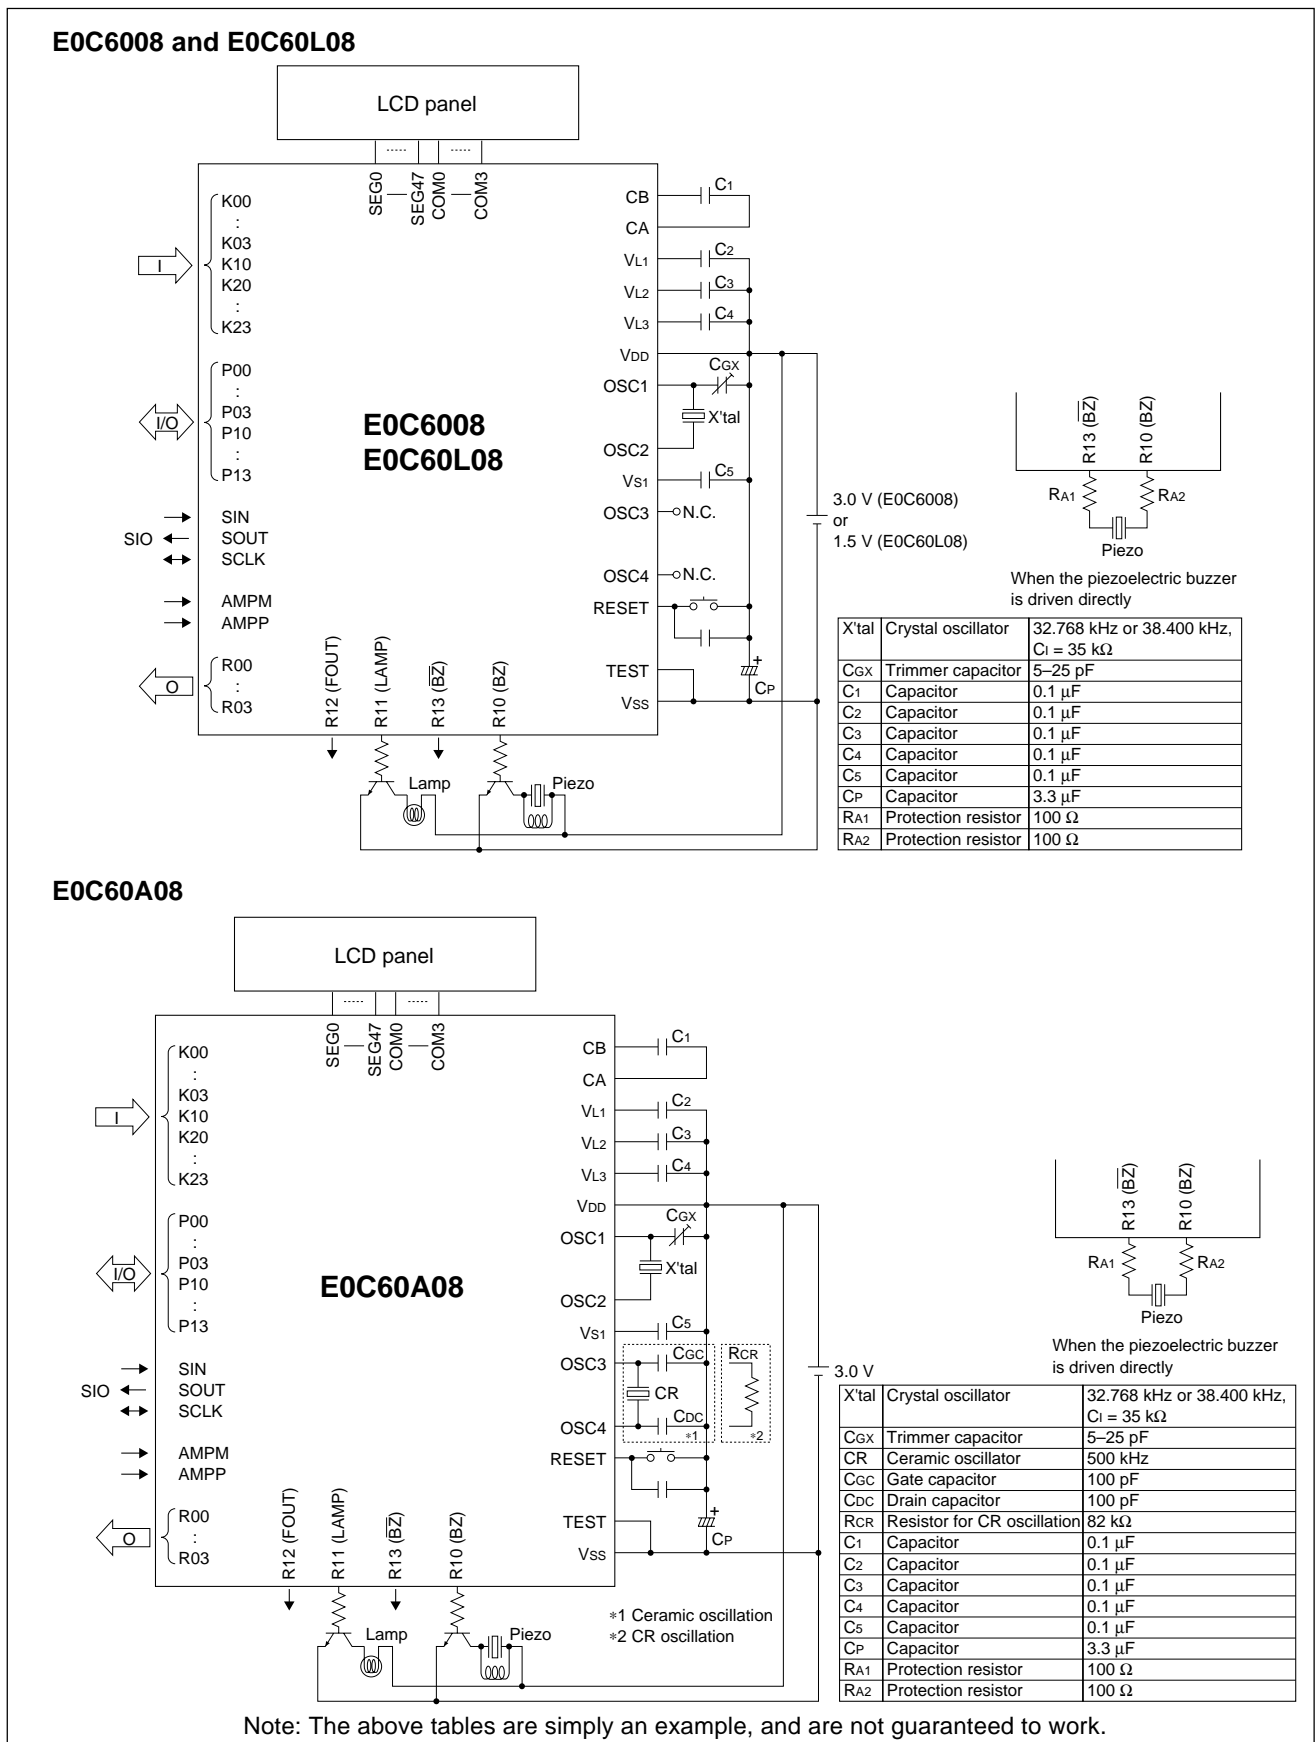 E0C6008 and E0C60L08
LCD panel
SEG0
SEG47
COM0
COM3
K00
:
K03
K10
K20
:
K23
I
P00
:
P03
P10
:
P13
I/O
SIO
SIN
SOUT
SCLK
AMPM
AMPP
R00
:
R03
O
R12 (FOUT)
R11 (LAMP)
R13 (BZ)
R10 (BZ)
E0C6008
E0C60L08
CB
CA
VL1
VL2
VL3
VDD
OSC1
OSC2
VS1
OSC3
OSC4
RESET
TEST
VSS
C1
C2
C3
C4
CGX
X'tal
C5
N.C.
N.C.
+
CP
Lamp
Piezo
3.0 V (E0C6008)
or
1.5 V (E0C60L08)
R13 (BZ)
R10 (BZ)
RA1
RA2
Piezo
When the piezoelectric buzzer
is driven directly
X'tal Crystal oscillator 32.768 kHz or 38.400 kHz,
CI = 35 kΩ
CGX Trimmer capacitor 5–25 pF
C1 Capacitor 0.1 µF
C2 Capacitor 0.1 µF
C3 Capacitor 0.1 µF
C4 Capacitor 0.1 µF
C5 Capacitor 0.1 µF
CP Capacitor 3.3 µF
RA1 Protection resistor 100 Ω
RA2 Protection resistor 100 Ω
E0C60A08
LCD panel
SEG0
SEG47
COM0
COM3
K00
:
K03
K10
K20
:
K23
I
P00
:
P03
P10
:
P13
I/O
SIO
SIN
SOUT
SCLK
AMPM
AMPP
R00
:
R03
O
R12 (FOUT)
R11 (LAMP)
R13 (BZ)
R10 (BZ)
E0C60A08
CB
CA
VL1
VL2
VL3
VDD
OSC1
OSC2
VS1
OSC3
OSC4
RESET
TEST
VSS
C1
C2
C3
C4
CGX
X'tal
C5
CGC
CR
CDC
*1
RCR
*2
+
CP
Lamp
Piezo
*1 Ceramic oscillation
*2 CR oscillation
3.0 V
R13 (BZ)
R10 (BZ)
RA1
RA2
Piezo
When the piezoelectric buzzer
is driven directly
X'tal Crystal oscillator 32.768 kHz or 38.400 kHz,
CI = 35 kΩ
CGX Trimmer capacitor 5–25 pF
CR Ceramic oscillator 500 kHz
CGC Gate capacitor 100 pF
CDC Drain capacitor 100 pF
RCR Resistor for CR oscillation 82 kΩ
C1 Capacitor 0.1 µF
C2 Capacitor 0.1 µF
C3 Capacitor 0.1 µF
C4 Capacitor 0.1 µF
C5 Capacitor 0.1 µF
CP Capacitor 3.3 µF
RA1 Protection resistor 100 Ω
RA2 Protection resistor 100 Ω
Note: The above tables are simply an example, and are not guaranteed to work.